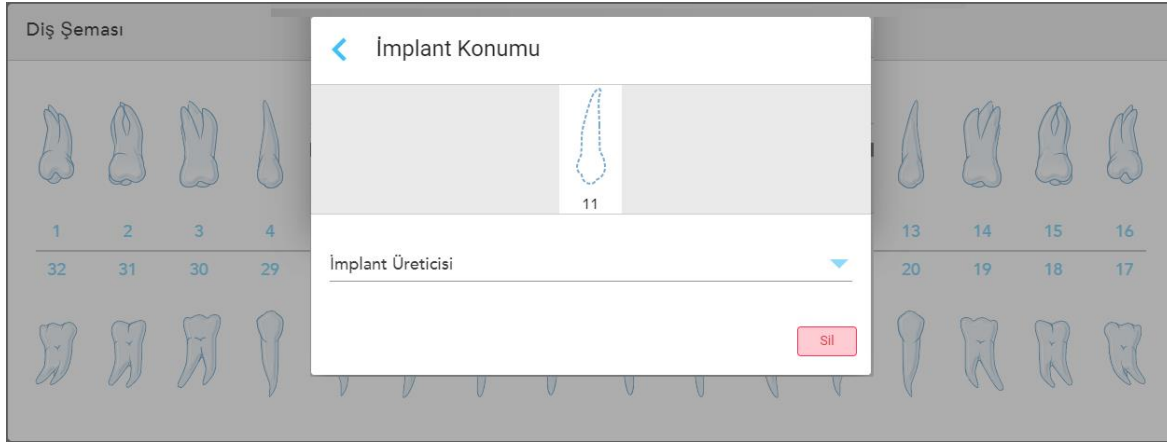 Diş Şeması
İmplant Konumu
11
1 2 3 4 13 14 15 16
32 31 30 29 20 19 18 17
İmplant Üreticisi
Sil